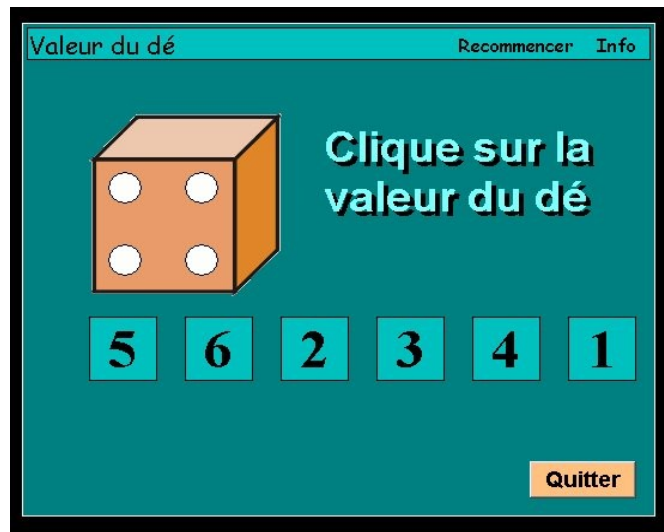 Valeur du dé Recommencer Info
Clique sur la
valeur du dé
5 6 2 3 4 1
Quitter